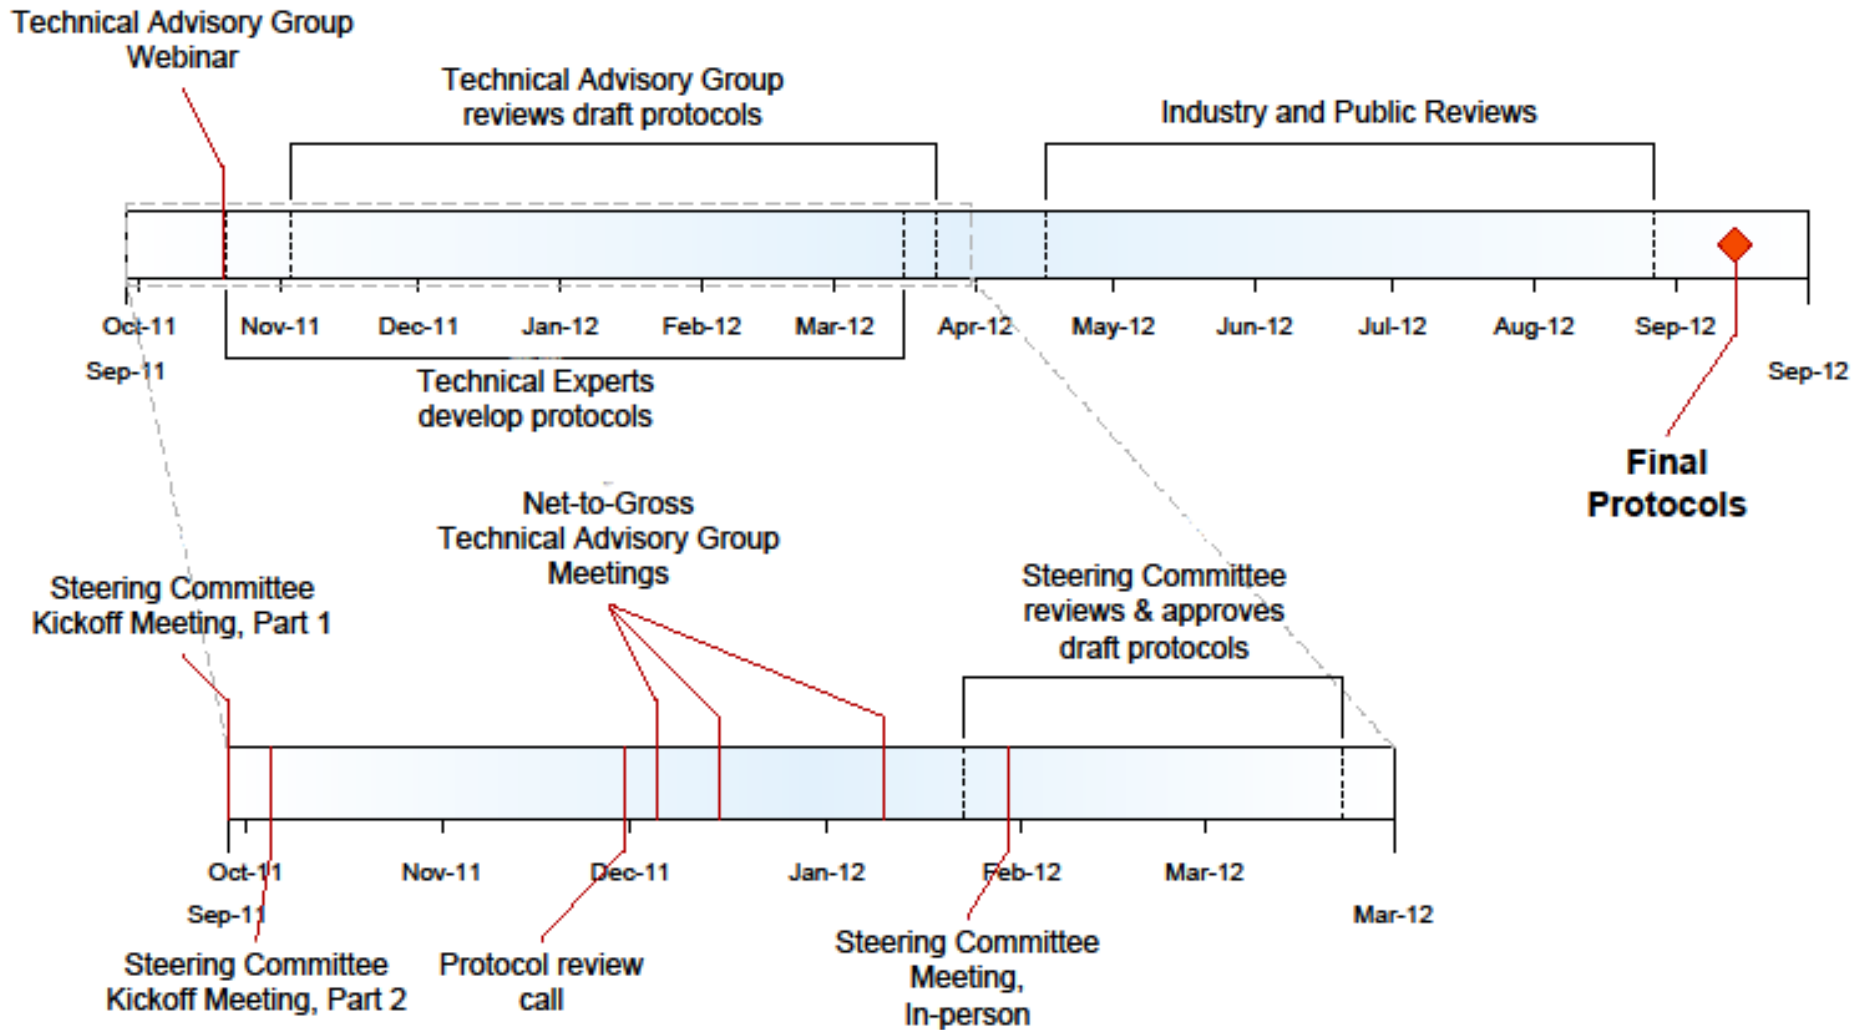 Technical Advisory Group
Webinar
Technical Advisory Group
reviews draft protocols
Industry and Public Reviews
Oct-11 Nov-11 Dec-11 Jan-12 Feb-12 Mar-12 Apr-12 May-12 Jun-12 Jul-12 Aug-12 Sep-12
Sep-11 Sep-12
Technical Experts
develop protocols
Final
Protocols
Net-to-Gross
Technical Advisory Group
Meetings
Steering Committee
Kickoff Meeting, Part 1
Steering Committee
reviews & approves
draft protocols
Oct-11 Nov-11 Dec-11 Jan-12 Feb-12 Mar-12
Sep-11 Mar-12
Steering Committee
Kickoff Meeting, Part 2
Protocol review
call
Steering Committee
Meeting,
In-person